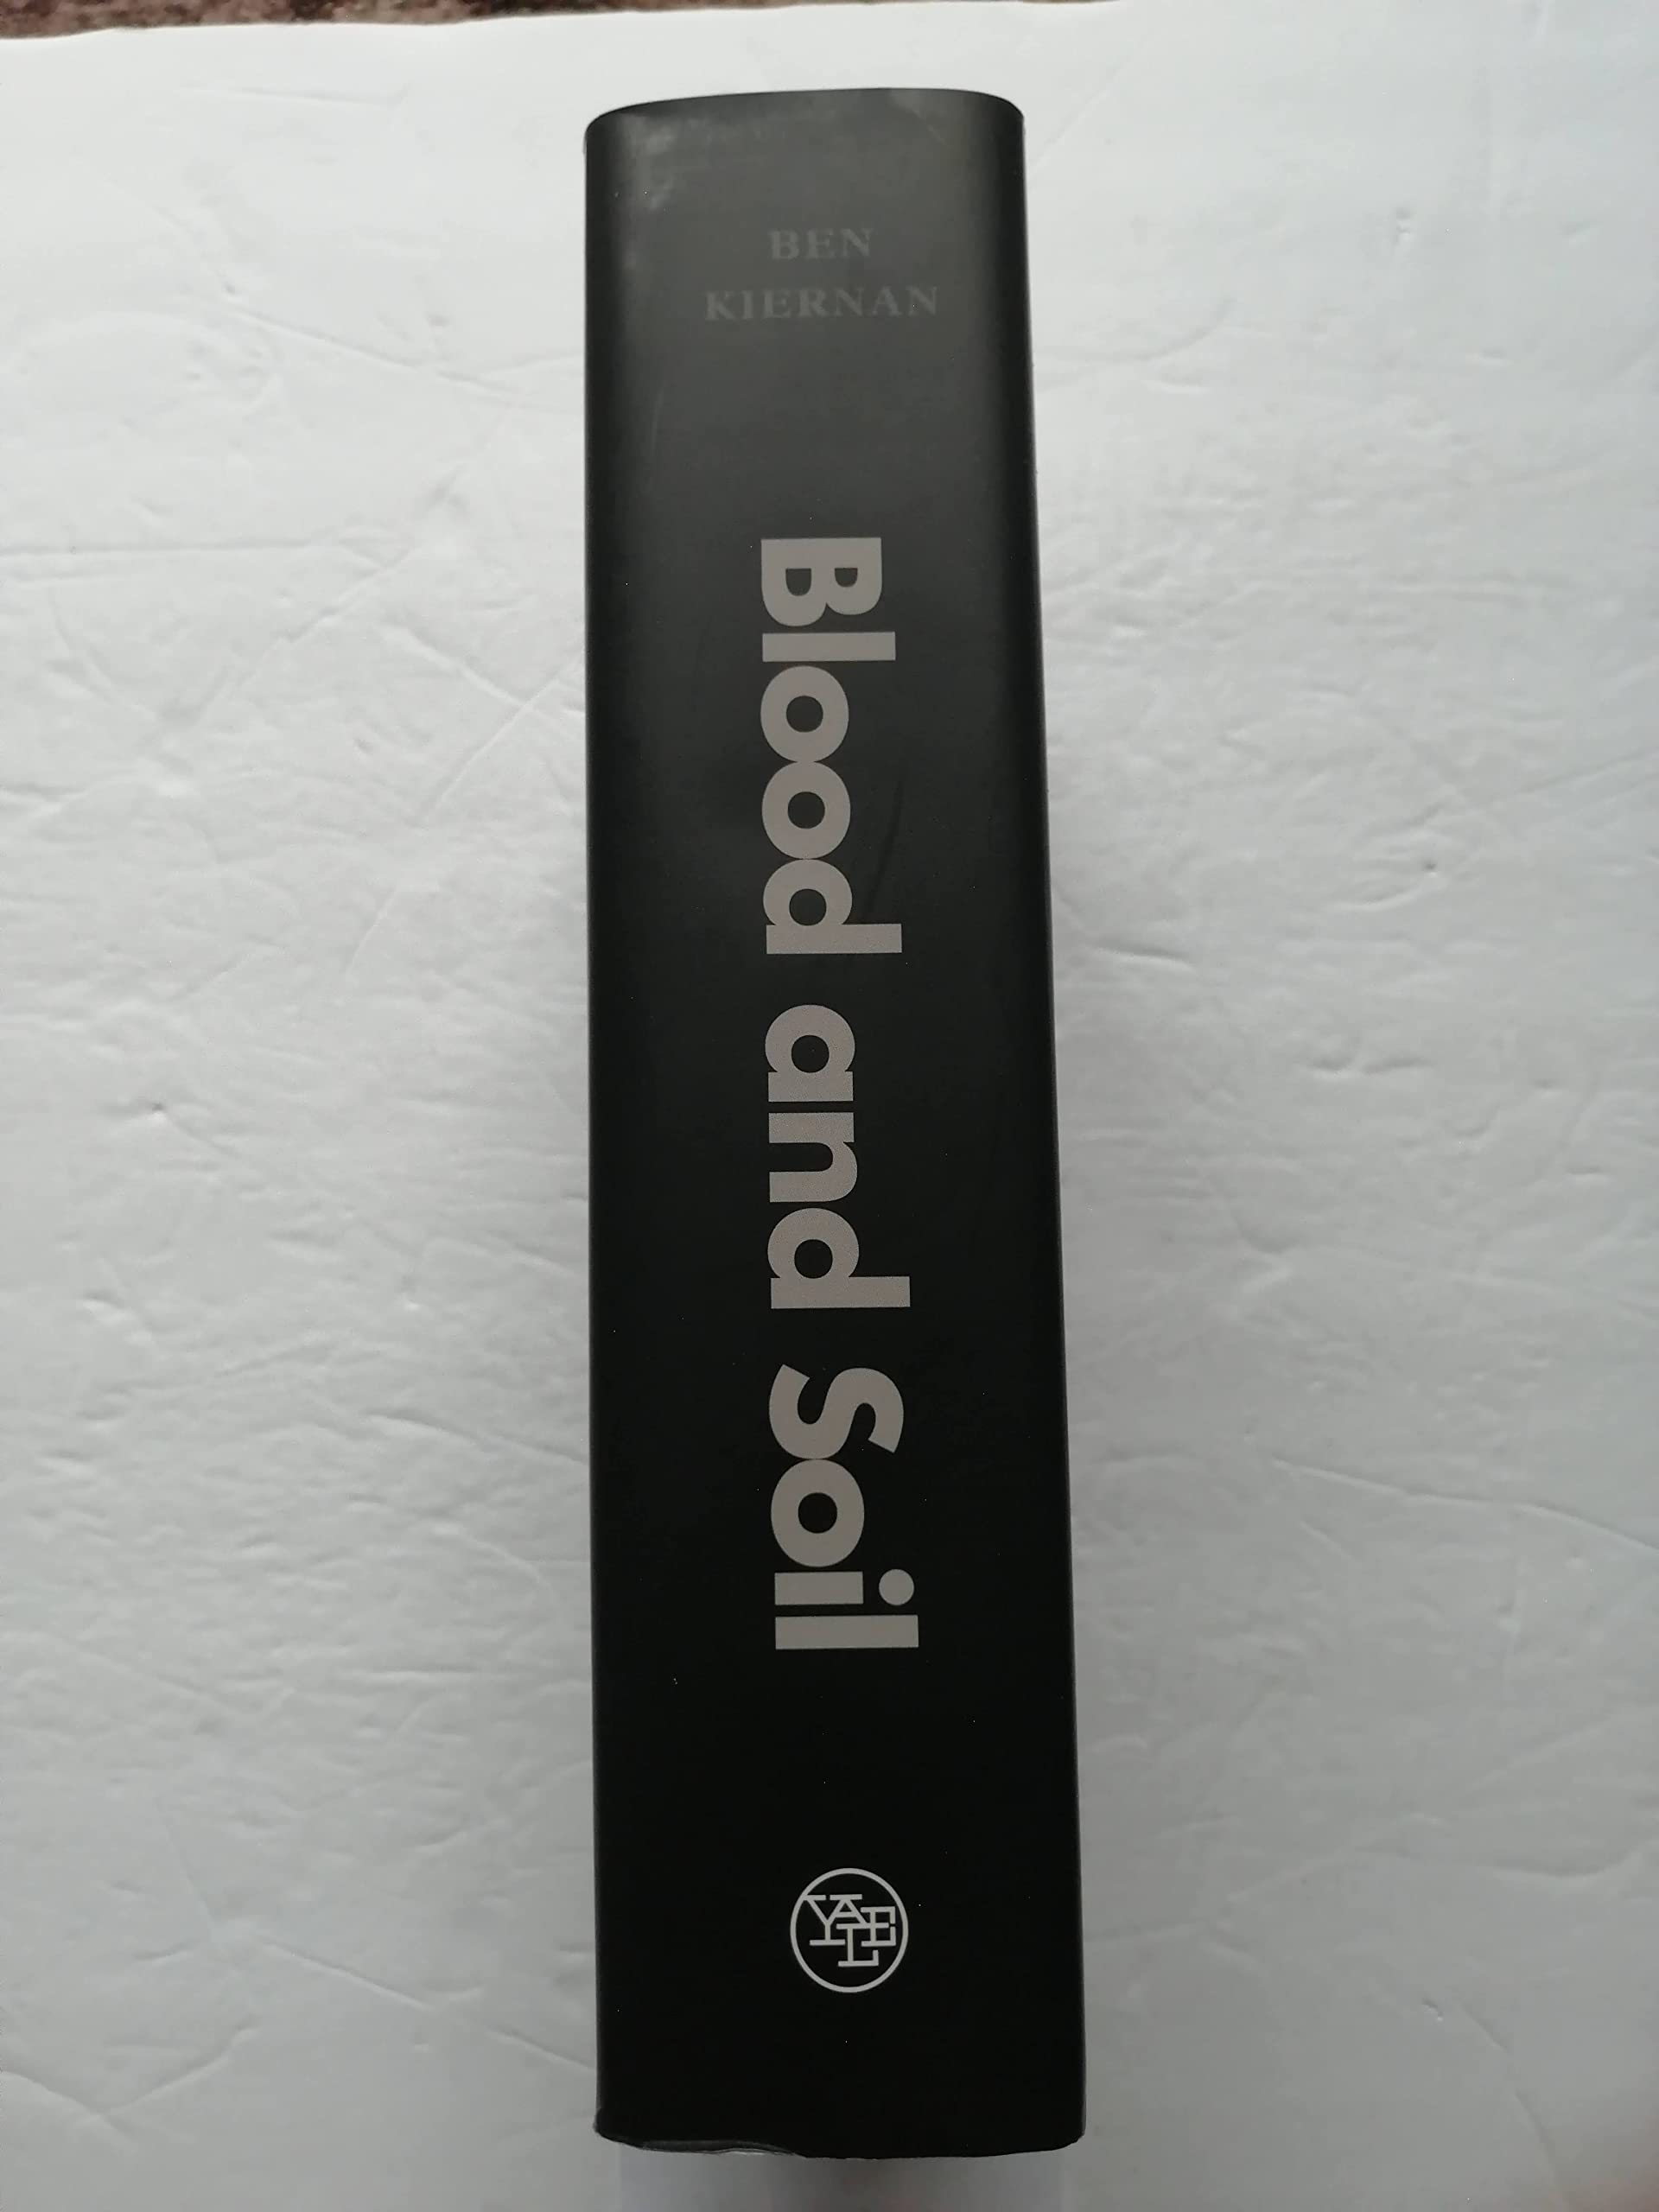 BEN
KIERNAN
Blood and Soil
YALE